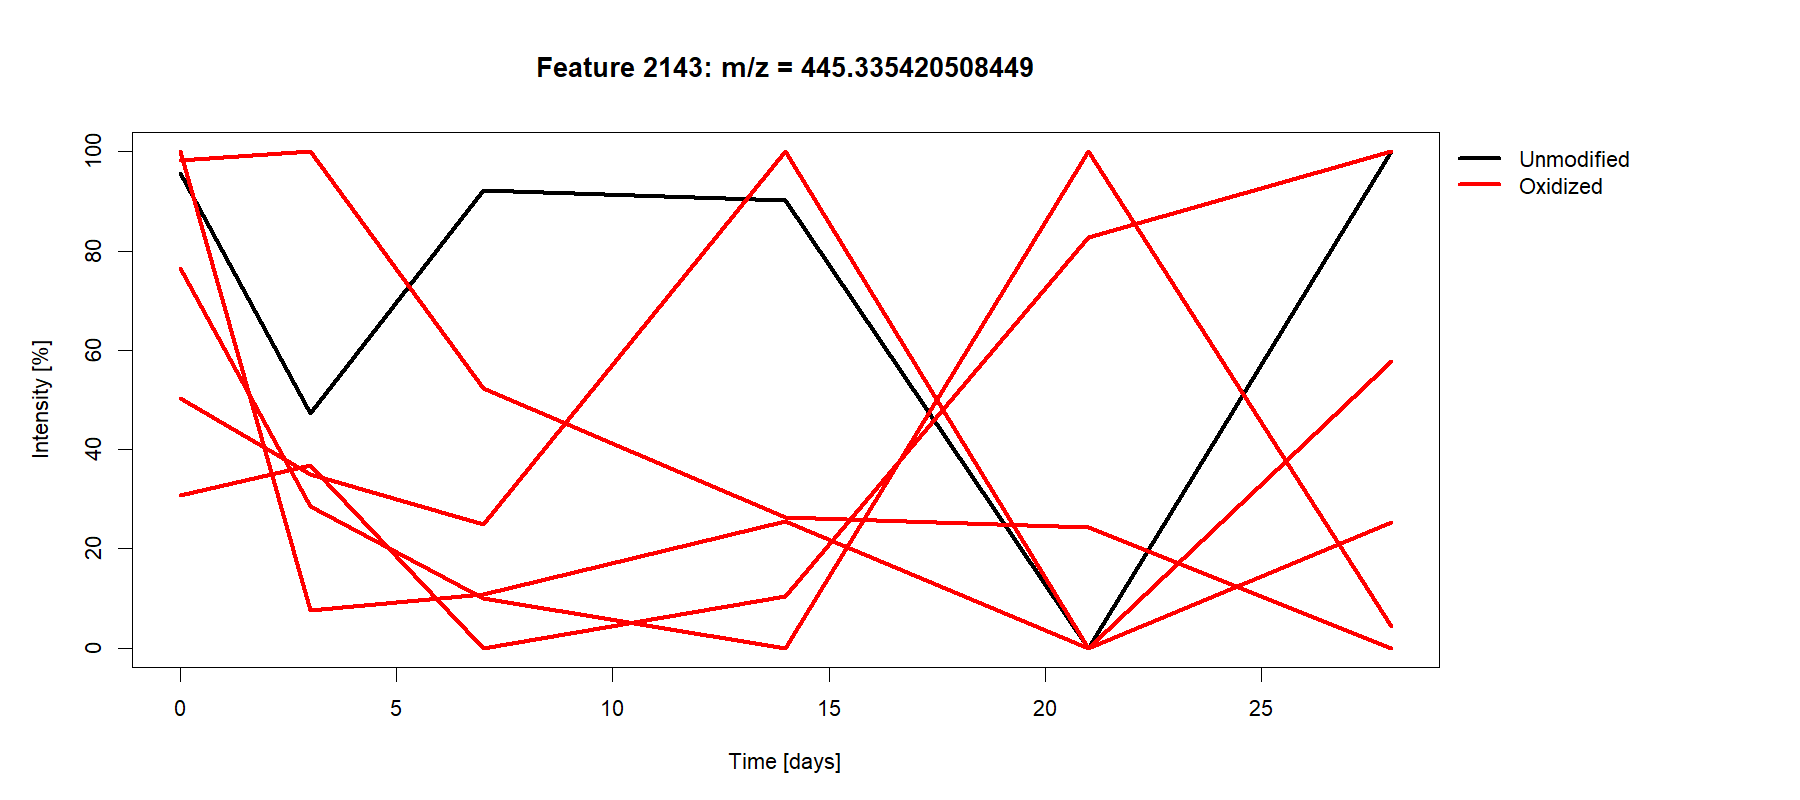 Feature 2143: m/z = 445.335420508449
Unmodified
Oxidized
Intensity [%]
100
80
60
40
20
0
0 5 10 15 20 25
Time [days]